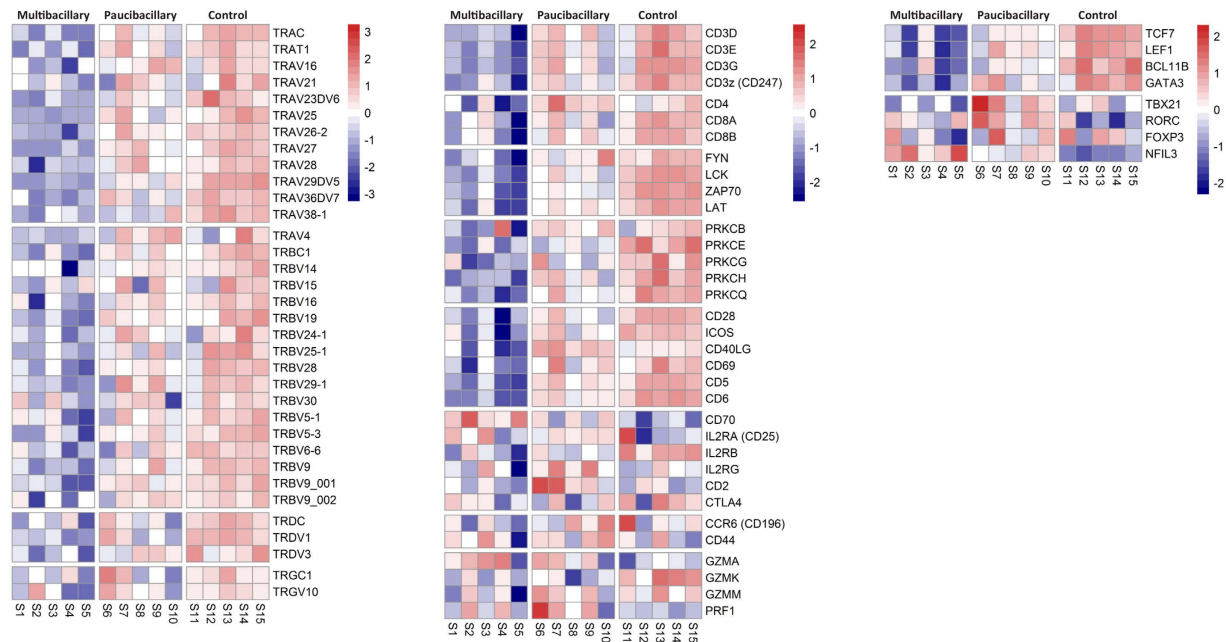 Multibacillary Paucibacillary Control
TRAC
TRAT1
TRAV16
TRAV21
TRAV23DV6
TRAV25
TRAV26-2
TRAV27
TRAV28
TRAV29DV5
TRAV36DV7
TRAV38-1
TRAV4
TRBC1
TRBV14
TRBV15
TRBV16
TRBV19
TRBV24-1
TRBV25-1
TRBV28
TRBV29-1
TRBV30
TRBV5-1
TRBV5-3
TRBV6-6
TRBV9
TRBV9_001
TRBV9_002
TRDC
TRDV1
TRDV3
TRGC1
TRGV10
S1 S2 S3 S4 S5 S6 S7 S8 S9 S10 S11 S12 S13 S14 S15
3
2
1
0
-1
-2
-3
Multibacillary Paucibacillary Control
CD3D
CD3E
CD3G
CD3z (CD247)
CD4
CD8A
CD8B
FYN
LCK
ZAP70
LAT
PRKCB
PRKCE
PRKCG
PRKCH
PRKCQ
CD28
ICOS
CD40LG
CD69
CD5
CD6
CD70
IL2RA (CD25)
IL2RB
IL2RG
CD2
CTLA4
CCR6 (CD196)
CD44
GZMA
GZMK
GZMM
PRF1
S1 S2 S3 S4 S5 S6 S7 S8 S9 S10 S11 S12 S13 S14 S15
2
1
0
-1
-2
Multibacillary Paucibacillary Control
TCF7
LEF1
BCL11B
GATA3
TBX21
RORC
FOXP3
NFIL3
S1 S2 S3 S4 S5 S6 S7 S8 S9 S10 S11 S12 S13 S14 S15
2
1
0
-1
-2